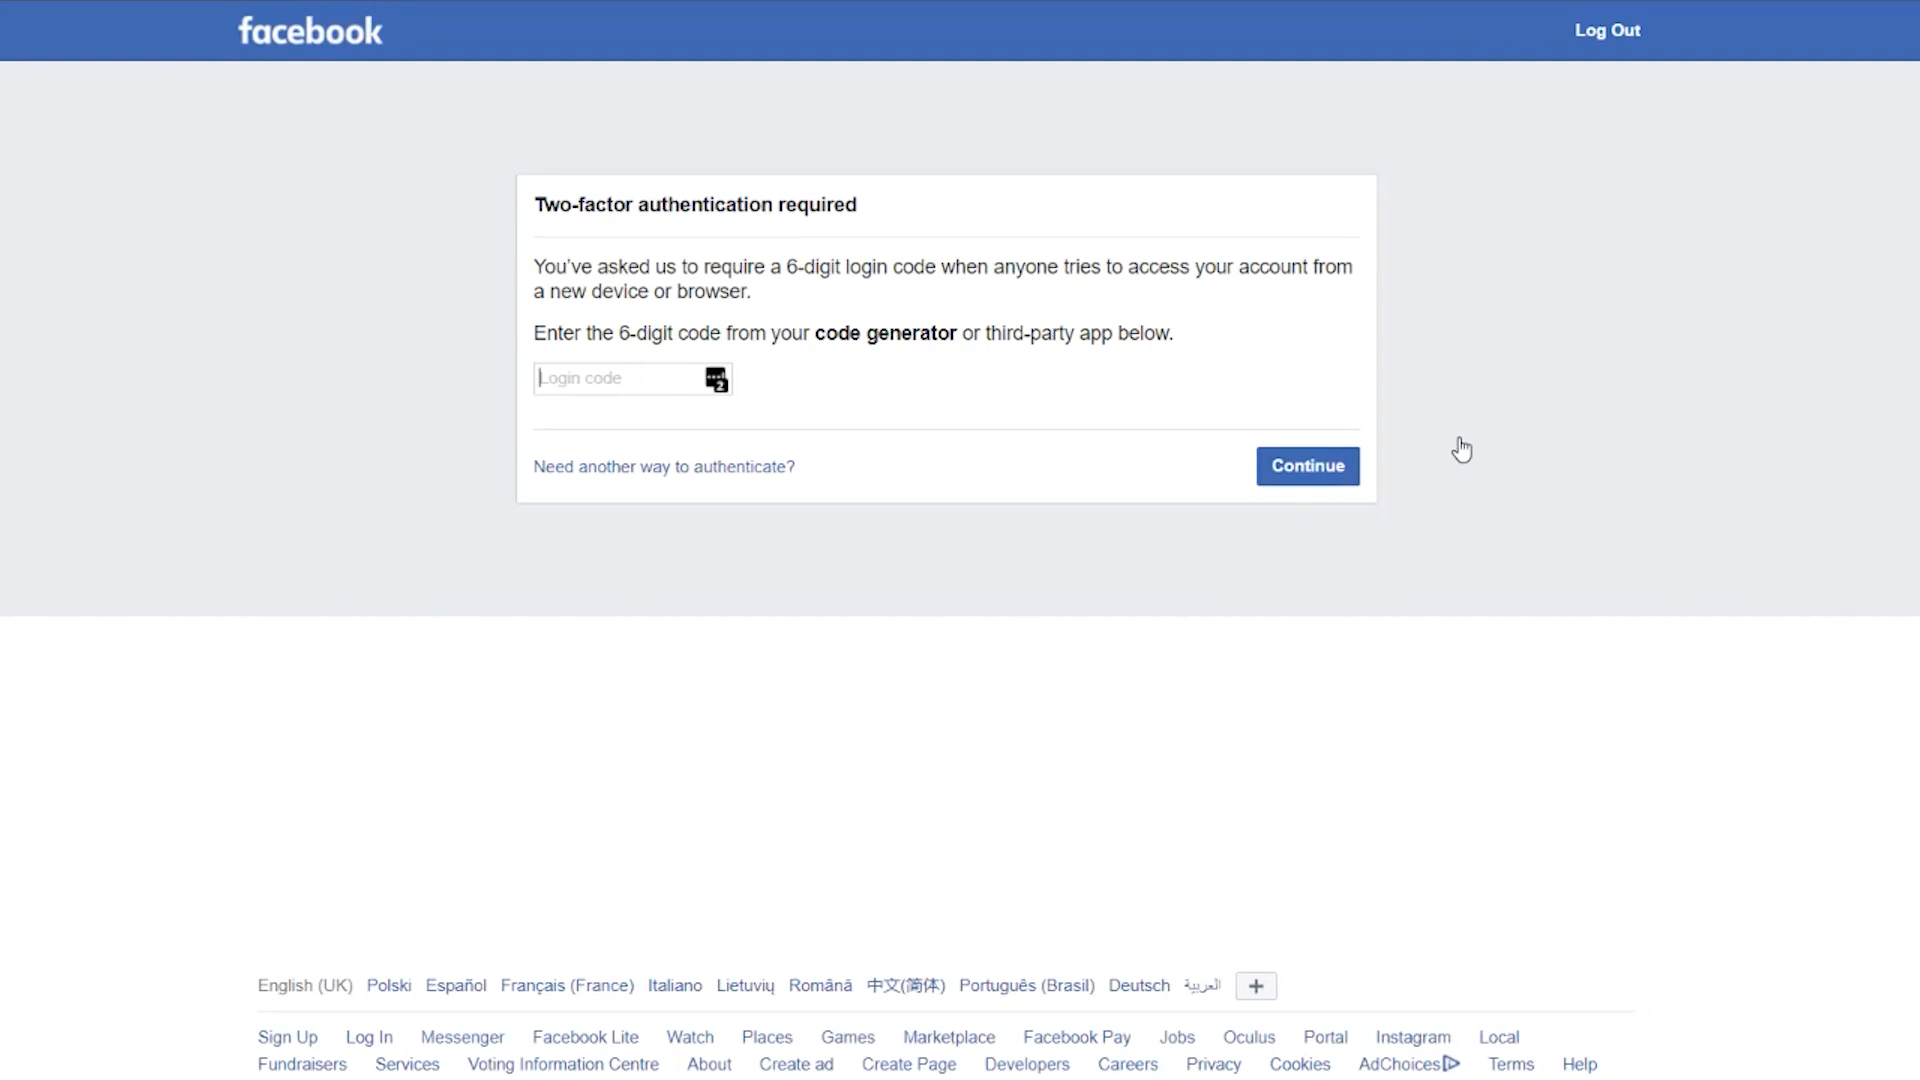 facebook
Log Out
Two-factor authentication required
You've asked us to require a 6-digit login code when anyone tries to access your account from
a new device or browser.
Enter the 6-digit code from your code generator or third-party app below.
Login code
2
Need another way to authenticate?
Continue
English (UK) Polski Español Français (France) Italiano Lietuvių Română 中文(简体) Português (Brasil) Deutsch العربية +
Sign Up Log In Messenger Facebook Lite Watch Places Games Marketplace Facebook Pay Jobs Oculus Portal Instagram Local
Fundraisers Services Voting Information Centre About Create ad Create Page Developers Careers Privacy Cookies AdChoices Terms Help